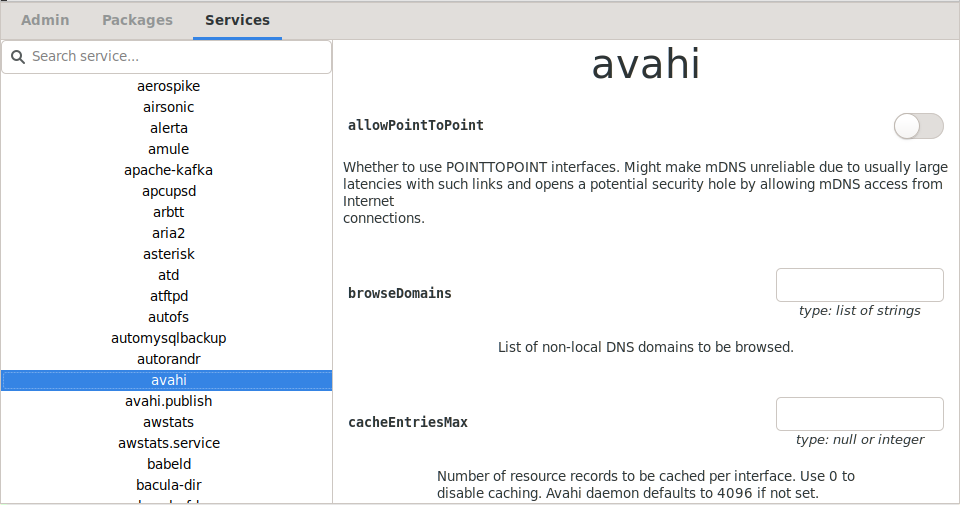 Admin Packages Services
Search service...
aerospike
airsonic
alerta
amule
apache-kafka
apcupsd
arbtt
aria2
asterisk
atd
atftpd
autofs
automysqlbackup
autorandr
avahi
avahi.publish
awstats
awstats.service
babeld
bacula-dir
avahi
allowPointToPoint
Whether to use POINTTOPOINT interfaces. Might make mDNS unreliable due to usually large
latencies with such links and opens a potential security hole by allowing mDNS access from
Internet
connections.
browseDomains
type: list of strings
List of non-local DNS domains to be browsed.
cacheEntriesMax
type: null or integer
Number of resource records to be cached per interface. Use 0 to
disable caching. Avahi daemon defaults to 4096 if not set.